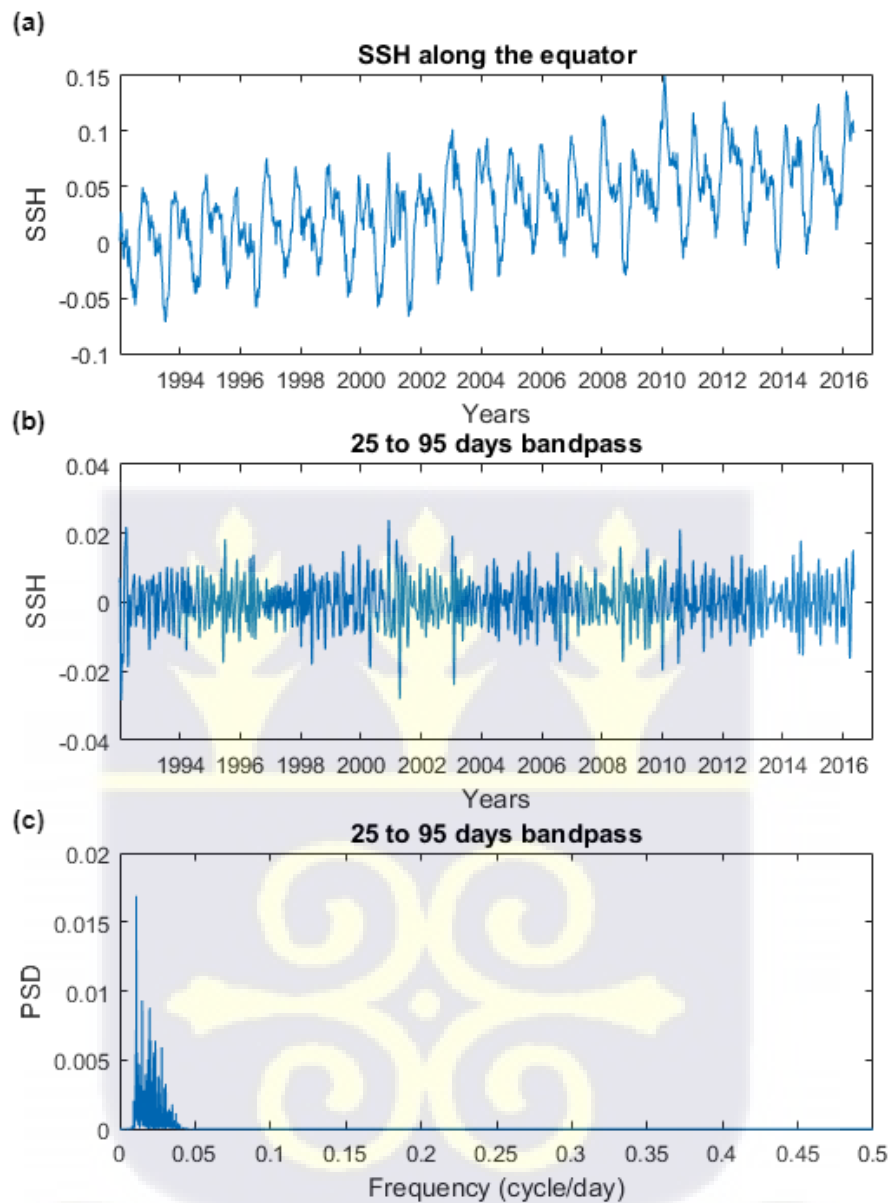 (a)
SSH along the equator
0.15
0.1
0.05
0
-0.05
-0.1
SSH
1994 1996 1998 2000 2002 2004 2006 2008 2010 2012 2014 2016
Years
(b)
25 to 95 days bandpass
0.04
0.02
0
-0.02
-0.04
SSH
1994 1996 1998 2000 2002 2004 2006 2008 2010 2012 2014 2016
Years
(c)
25 to 95 days bandpass
0.02
0.015
0.01
0.005
0
PSD
0 0.05 0.1 0.15 0.2 0.25 0.3 0.35 0.4 0.45 0.5
Frequency (cycle/day)